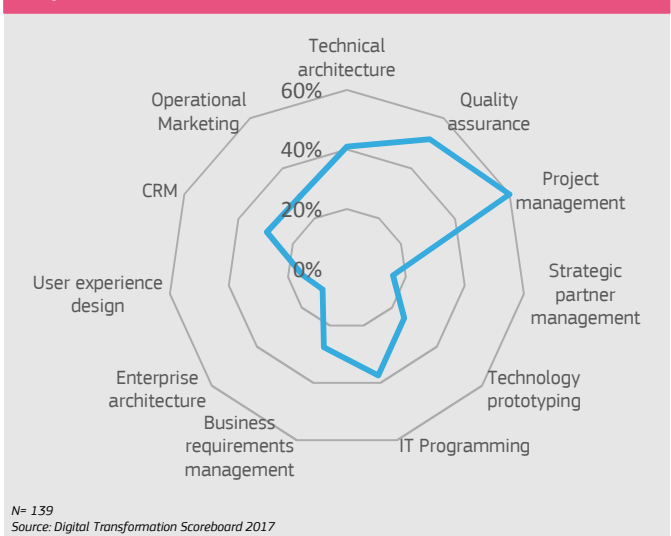 Technical
architecture
60%
Operational
Marketing
Quality
assurance
40%
CRM
Project
management
20%
0%
User experience
design
Strategic
partner
management
Enterprise
architecture
Technology
prototyping
Business
requirements
management
IT Programming
N= 139
Source: Digital Transformation Scoreboard 2017